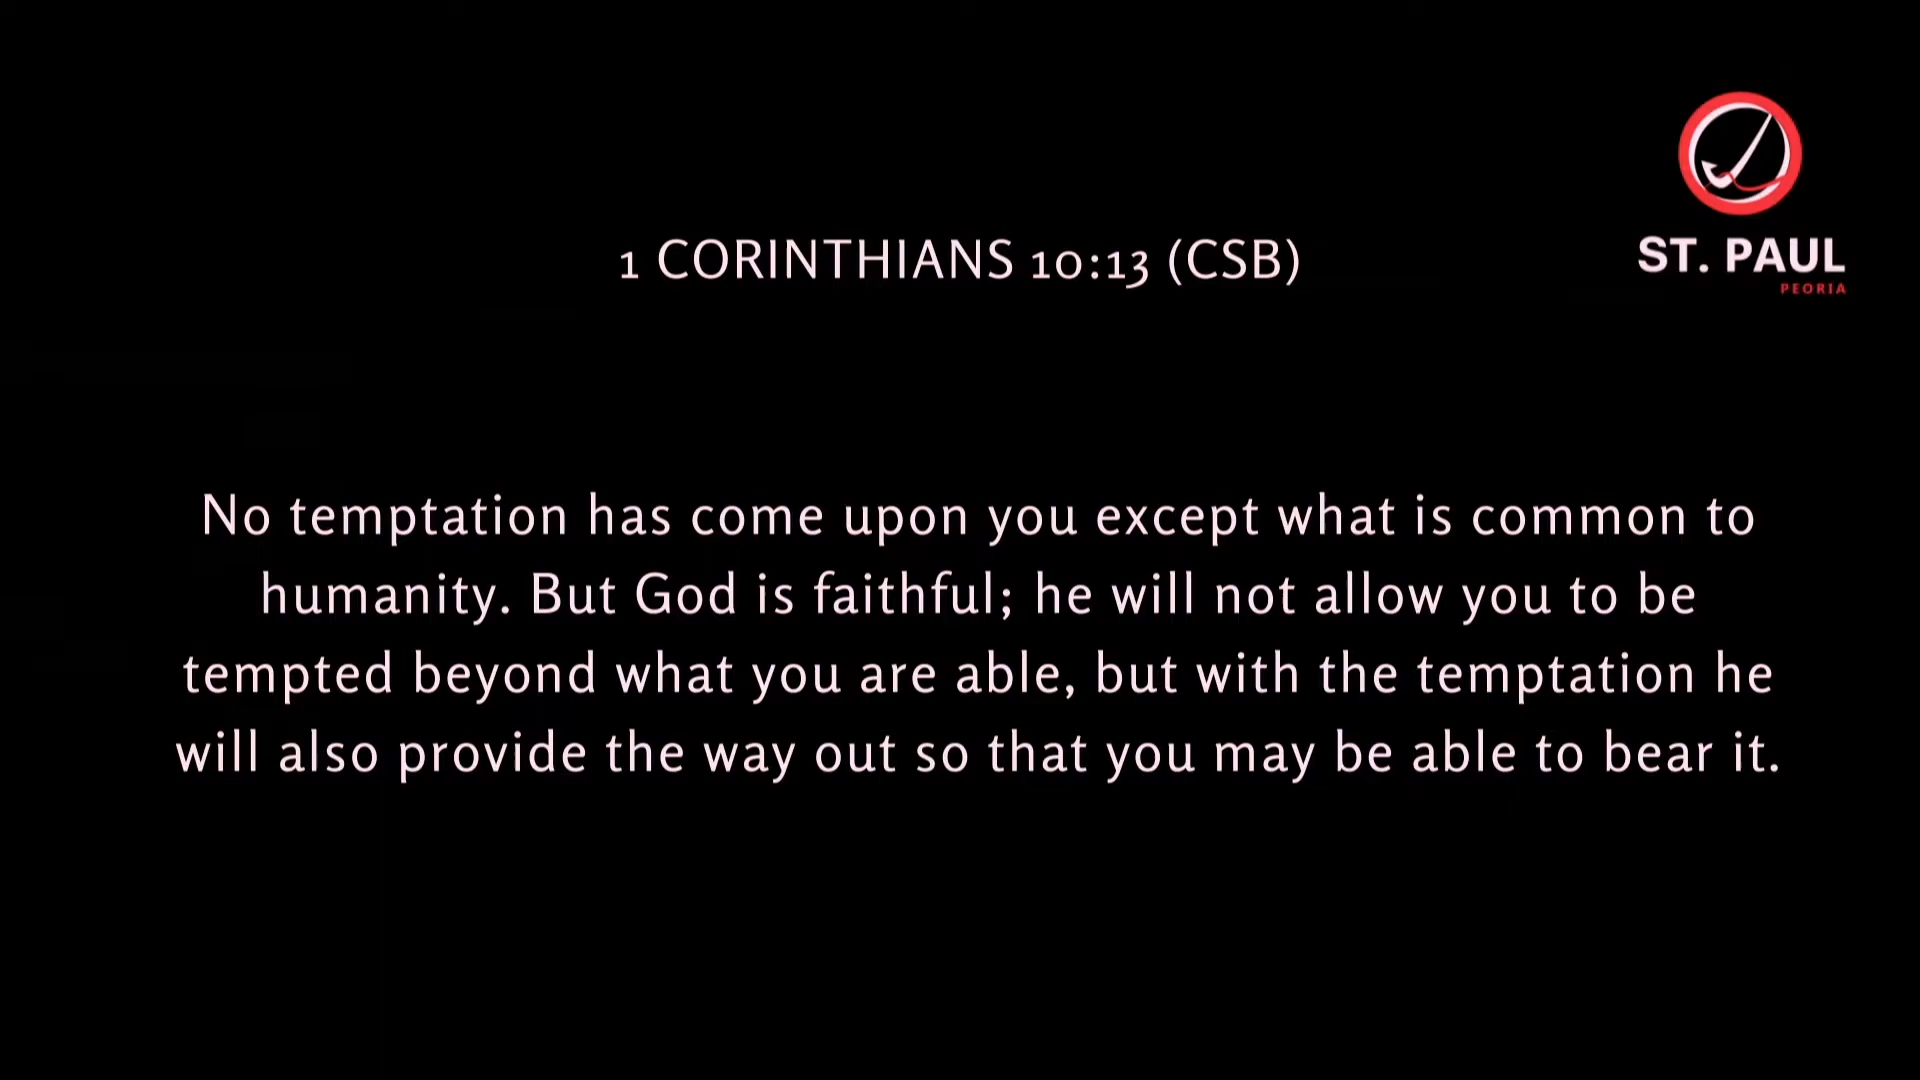 1 CORINTHIANS 10:13 (CSB)
ST. PAUL
PEORIA
No temptation has come upon you except what is common to
humanity. But God is faithful; he will not allow you to be
tempted beyond what you are able, but with the temptation he
will also provide the way out so that you may be able to bear it.